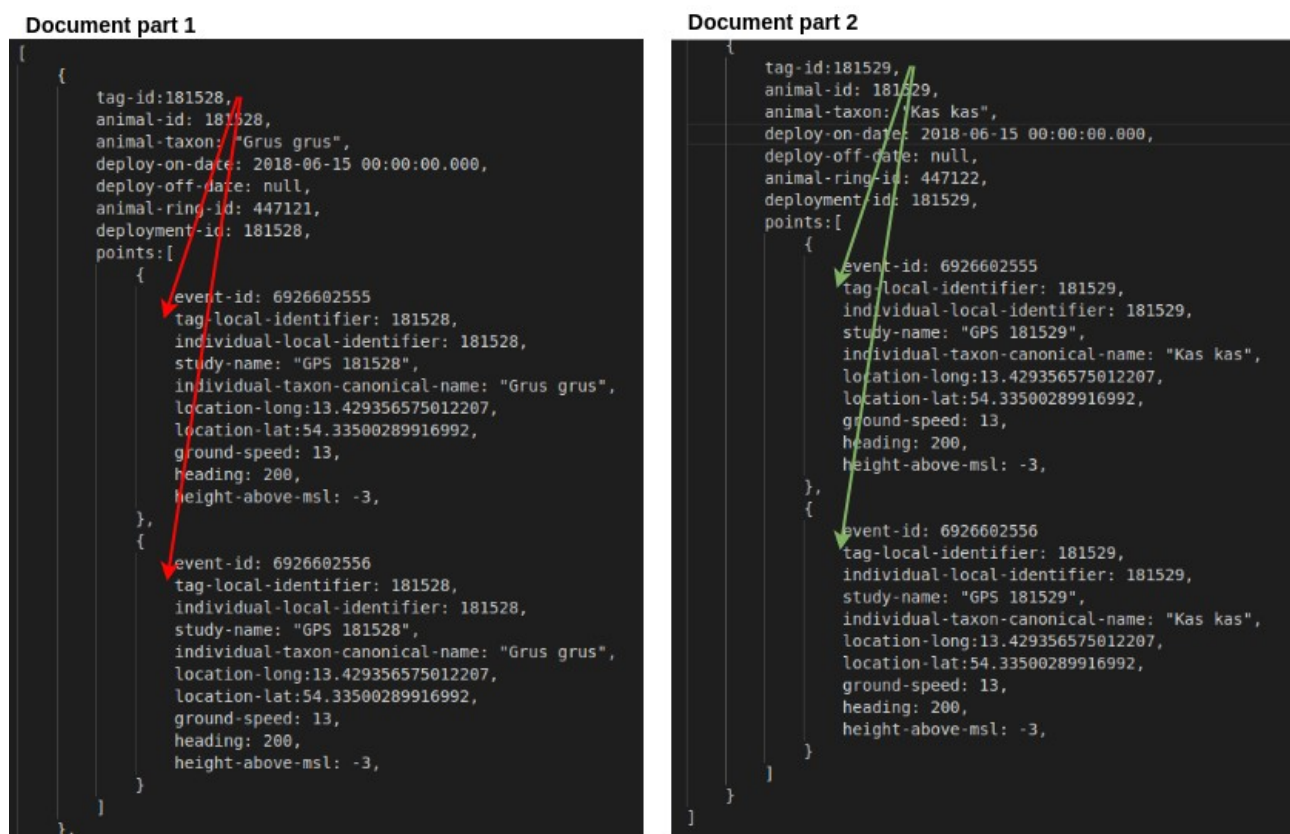 Document part 1
[
{
tag-id:181528,
animal-id: 181528,
animal-taxon: "Grus grus",
deploy-on-date: 2018-06-15 00:00:00.000,
deploy-off-date: null,
animal-ring-id: 447121,
deployment-id: 181528,
points:[
{
event-id: 6926602555
tag-local-identifier: 181528,
individual-local-identifier: 181528,
study-name: "GPS 181528",
individual-taxon-canonical-name: "Grus grus",
location-long:13.429356575012207,
location-lat:54.33500289916992,
ground-speed: 13,
heading: 200,
height-above-msl: -3,
},
{
event-id: 6926602556
tag-local-identifier: 181528,
individual-local-identifier: 181528,
study-name: "GPS 181528",
individual-taxon-canonical-name: "Grus grus",
location-long:13.429356575012207,
location-lat:54.33500289916992,
ground-speed: 13,
heading: 200,
height-above-msl: -3,
}
]
},
Document part 2
{
tag-id:181529,
animal-id: 181529,
animal-taxon: "Kas kas",
deploy-on-date: 2018-06-15 00:00:00.000,
deploy-off-date: null,
animal-ring-id: 447122,
deployment-id: 181529,
points:[
{
event-id: 6926602555
tag-local-identifier: 181529,
individual-local-identifier: 181529,
study-name: "GPS 181529",
individual-taxon-canonical-name: "Kas kas",
location-long:13.429356575012207,
location-lat:54.33500289916992,
ground-speed: 13,
heading: 200,
height-above-msl: -3,
},
{
event-id: 6926602556
tag-local-identifier: 181529,
individual-local-identifier: 181529,
study-name: "GPS 181529",
individual-taxon-canonical-name: "Kas kas",
location-long:13.429356575012207,
location-lat:54.33500289916992,
ground-speed: 13,
heading: 200,
height-above-msl: -3,
}
]
}
]